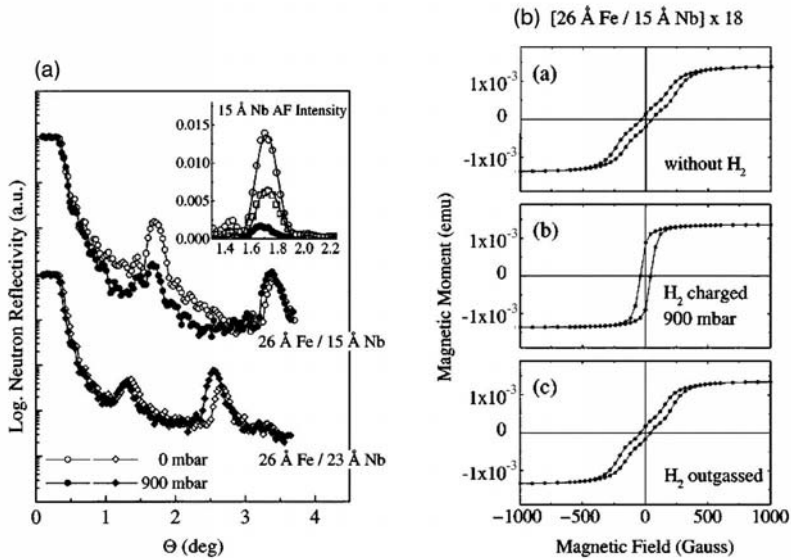 (a)
15 Å Nb AF Intensity
0.015
0.010
0.005
0.000
1.4 1.6 1.8 2.0 2.2
Log. Neutron Reflectivity (a.u.)
26 Å Fe / 15 Å Nb
0 mbar
900 mbar
26 Å Fe / 23 Å Nb
0 1 2 3 4
Θ (deg)
(b) [26 Å Fe / 15 Å Nb] x 18
Magnetic Moment (emu)
(a)
1x10⁻³
0
-1x10⁻³
without H₂
(b)
1x10⁻³
0
-1x10⁻³
H₂ charged
900 mbar
(c)
1x10⁻³
0
-1x10⁻³
H₂ outgassed
-1000 -500 0 500 1000
Magnetic Field (Gauss)